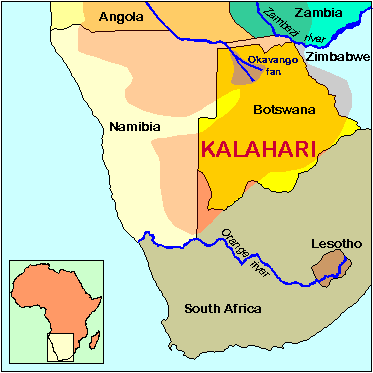 Angola
Zambia
Zambezi river
Zimbabwe
Okavango
fan
Botswana
Namibia
KALAHARI
Orange river
Lesotho
South Africa